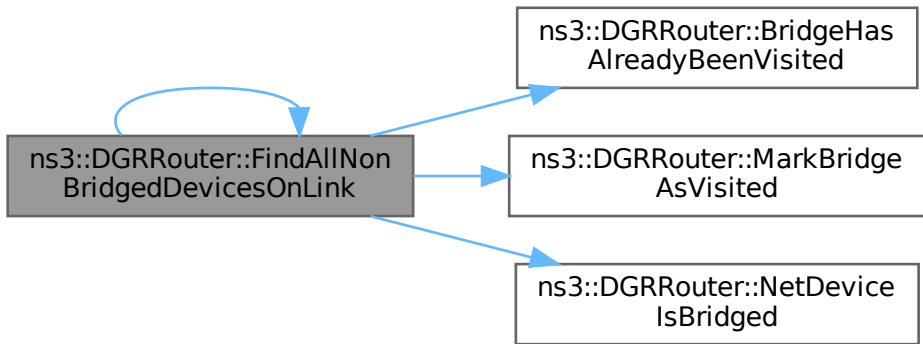 ns3::DGRRouter::FindAllNon
BridgedDevicesOnLink
ns3::DGRRouter::BridgeHas
AlreadyBeenVisited
ns3::DGRRouter::MarkBridge
AsVisited
ns3::DGRRouter::NetDevice
IsBridged